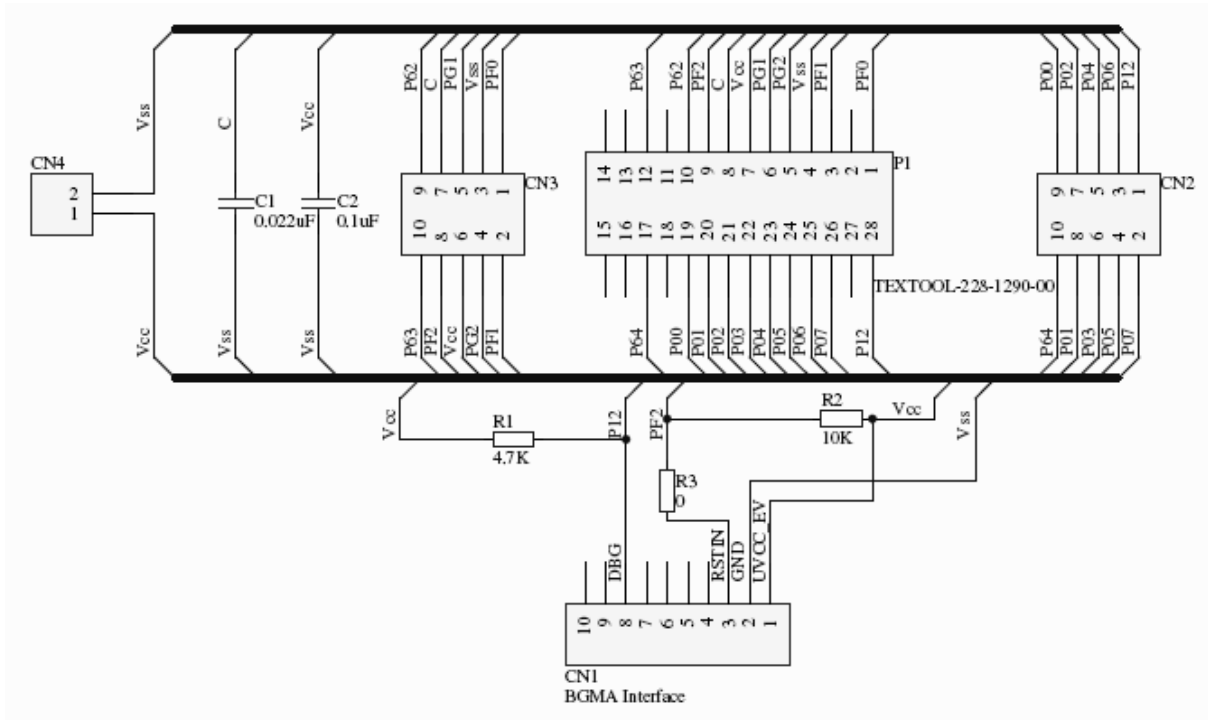 Vss
C
Vcc
P62
C
PG1
Vss
PF0
P63
P62
PF2
C
Vcc
PG1
PG2
Vss
PF1
PF0
P00
P02
P04
P06
P12
CN4
2
1
C1
0.022uF
C2
0.1uF
9 7 5 3 1
10 8 6 4 2
CN3
14 13 12 11 10 9 8 7 6 5 4 3 2 1
15 16 17 18 19 20 21 22 23 24 25 26 27 28
P1
TEXTOOL-228-1290-00
9 7 5 3 1
10 8 6 4 2
CN2
Vcc
Vss
Vss
P63
PF2
Vcc
PG2
PF1
P64
P00
P01
P02
P03
P04
P05
P06
P07
P12
P64
P01
P03
P05
P07
Vcc
R1
4.7K
P12
PF2
R2
10K
Vcc
Vss
R3
0
DBG
RSTIN
GND
UVCC_EV
10 9 8 7 6 5 4 3 2 1
CN1
BGMA Interface